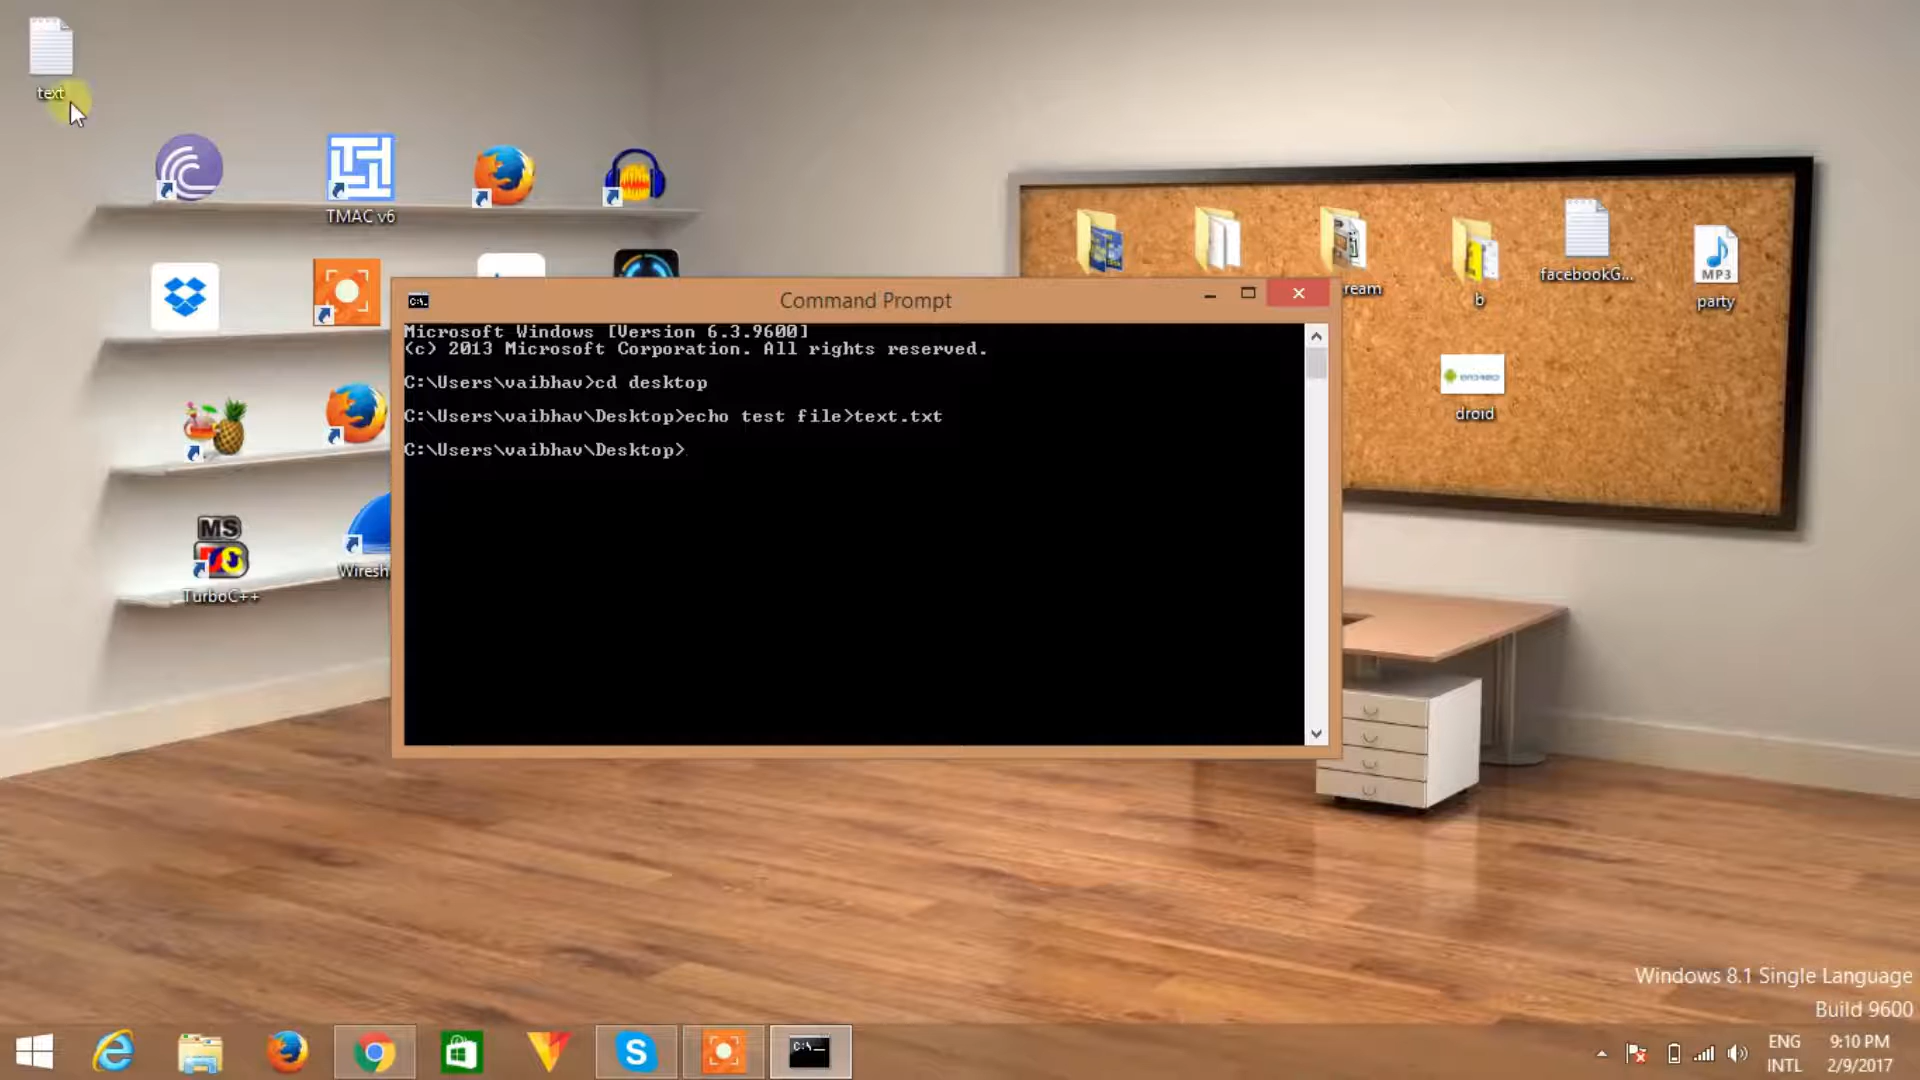 text
TMAC v6
facebookG...
ream
b
MP3
party
Command Prompt
Microsoft Windows [Version 6.3.9600]
(c) 2013 Microsoft Corporation. All rights reserved.
C:\Users\vaibhav>cd desktop
C:\Users\vaibhav\Desktop>echo test file>text.txt
C:\Users\vaibhav\Desktop>
droid
MS
Wiresh
TurboC++
Windows 8.1 Single Language
Build 9600
ENG
9:10 PM
INTL
2/9/2017